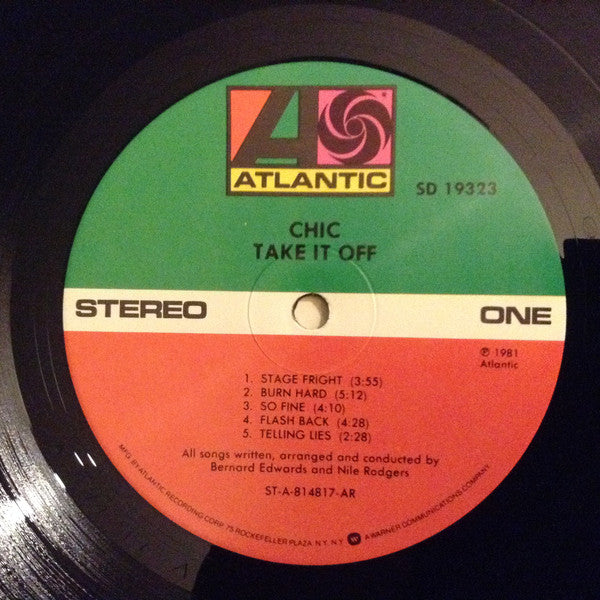 ATLANTIC
SD 19323
CHIC
TAKE IT OFF
STEREO
ONE
℗ 1981
Atlantic
1. STAGE FRIGHT (3:55)
2. BURN HARD (5:12)
3. SO FINE (4:10)
4. FLASH BACK (4:28)
5. TELLING LIES (2:28)
All songs written, arranged and conducted by
Bernard Edwards and Nile Rodgers
ST-A-814817-AR
MFG. BY ATLANTIC RECORDING CORP. 75 ROCKEFELLER PLAZA, N.Y. N.Y. A WARNER COMMUNICATIONS COMPANY